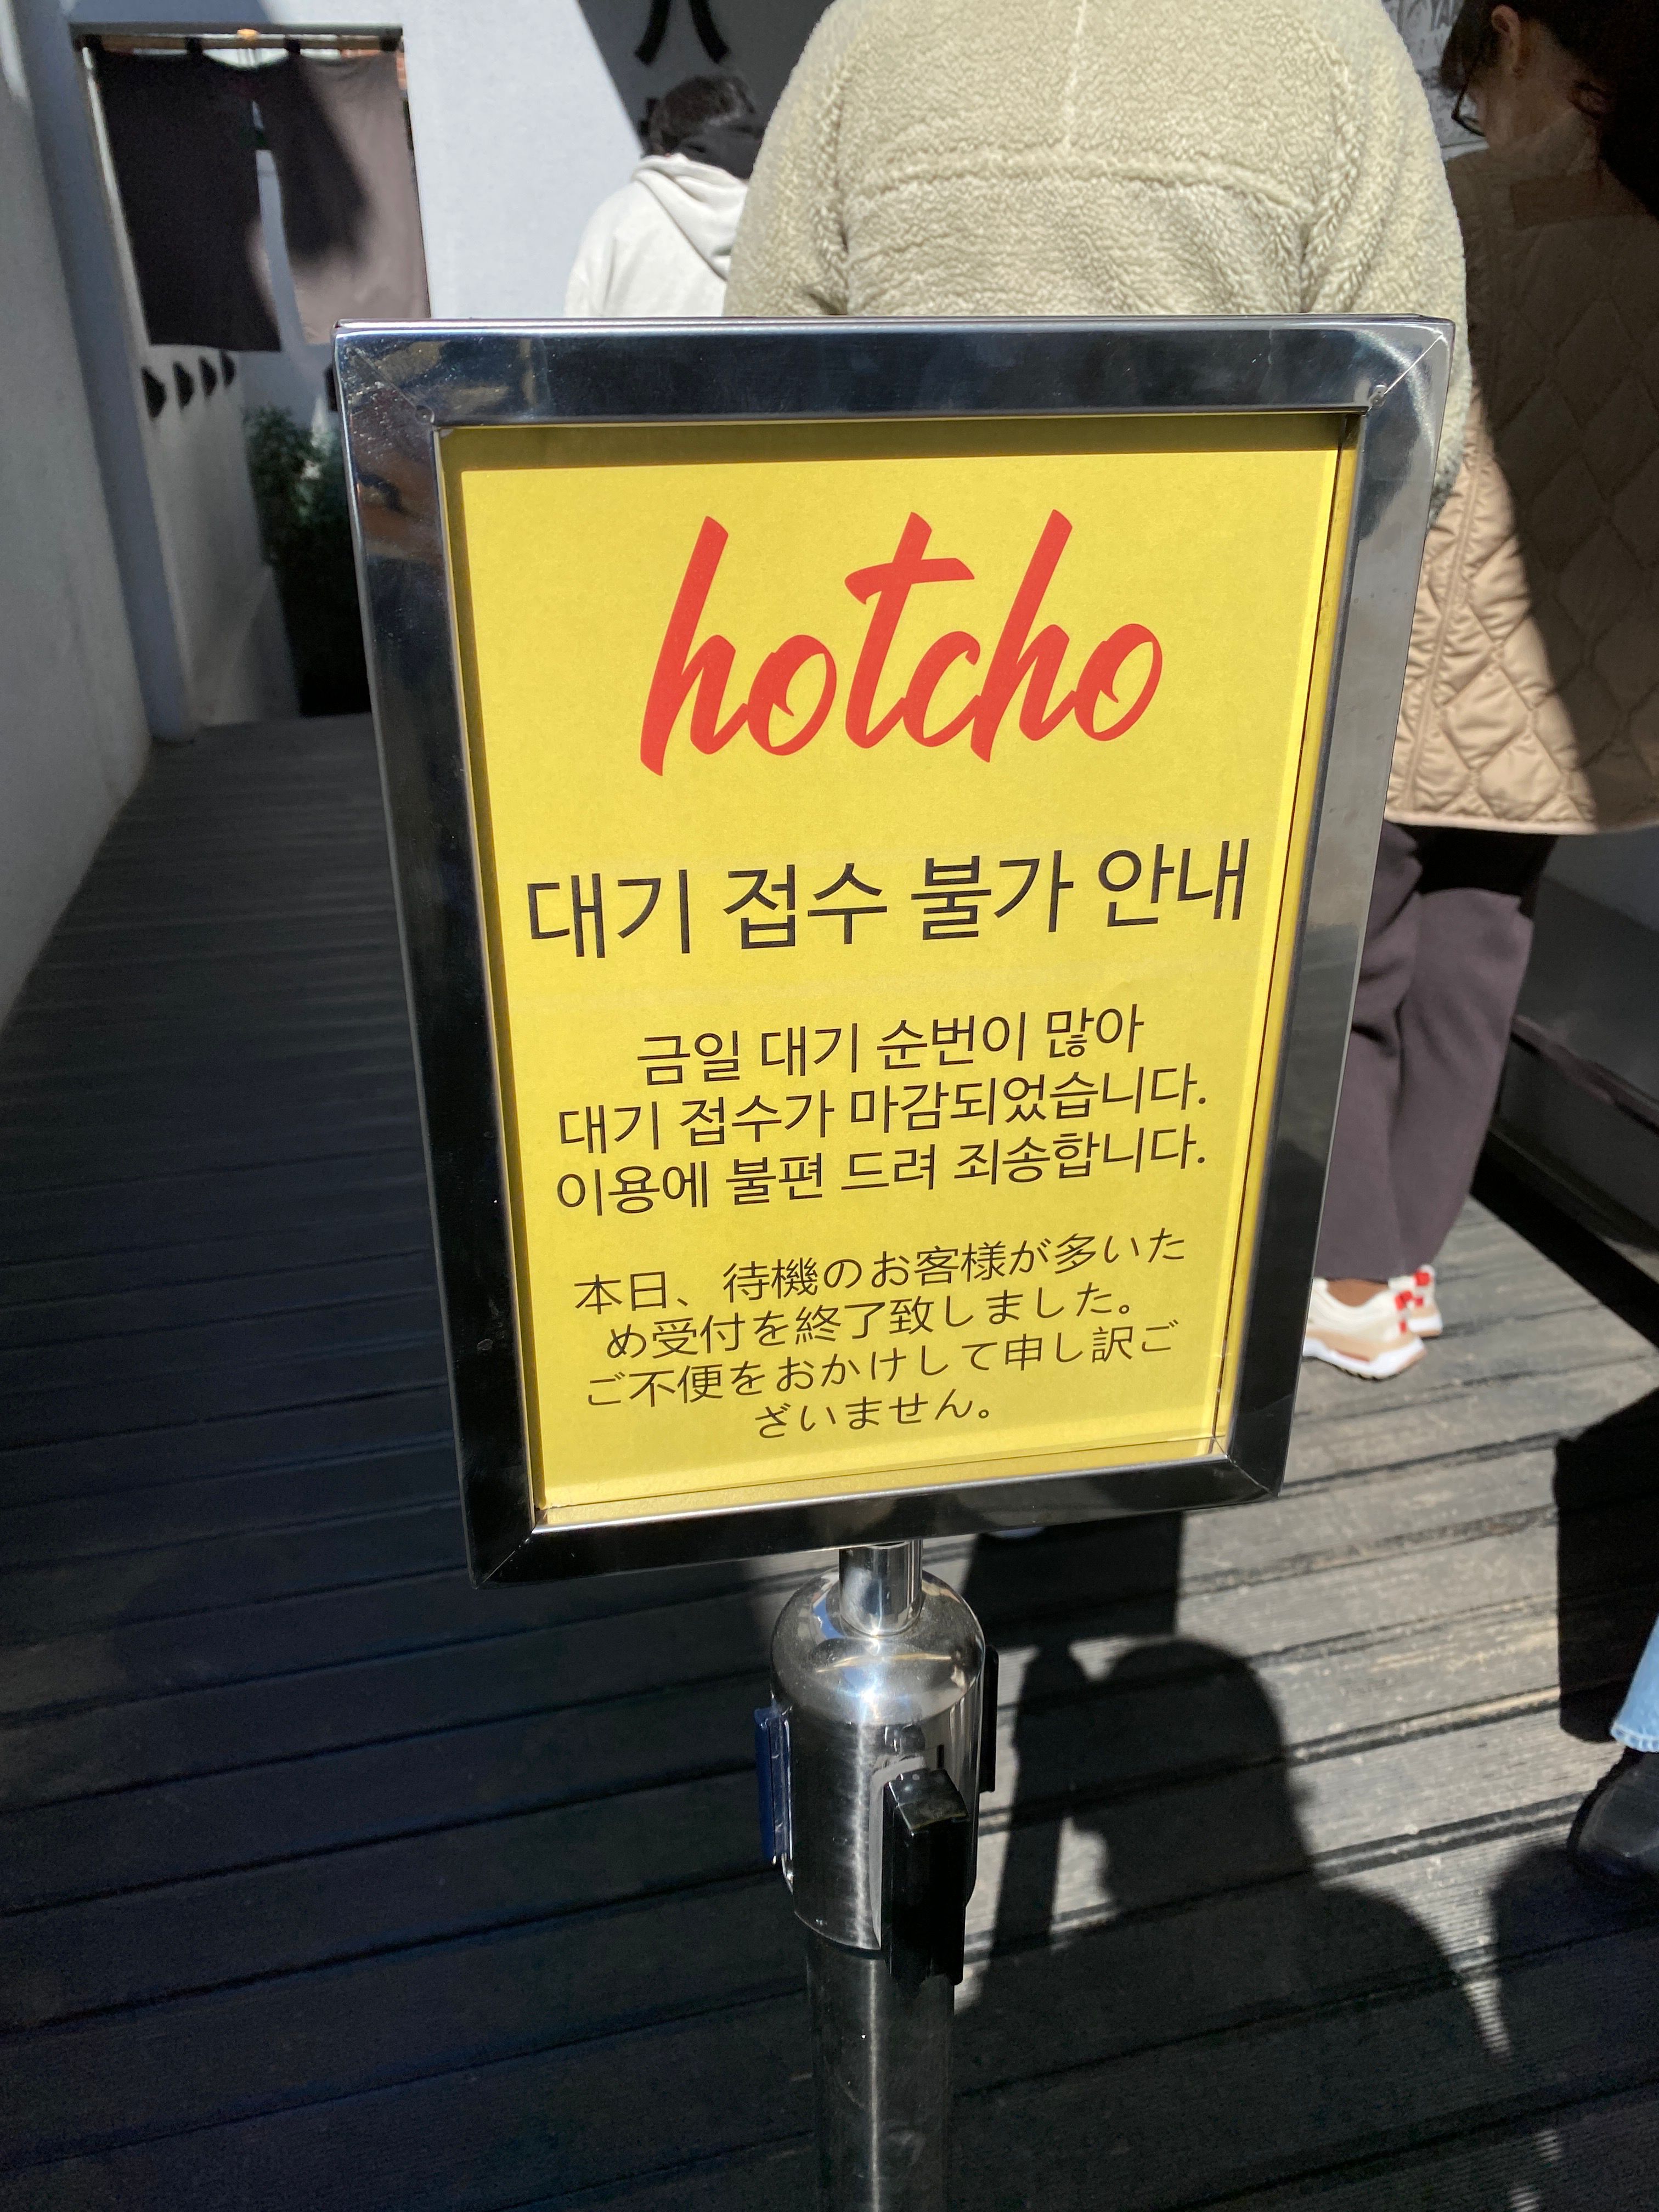 hotcho
대기 접수 불가 안내
금일 대기 순번이 많아
대기 접수가 마감되었습니다.
이용에 불편 드려 죄송합니다.
本日、待機のお客様が多いた
め受付を終了致しました。
ご不便をおかけして申し訳ご
ざいません。